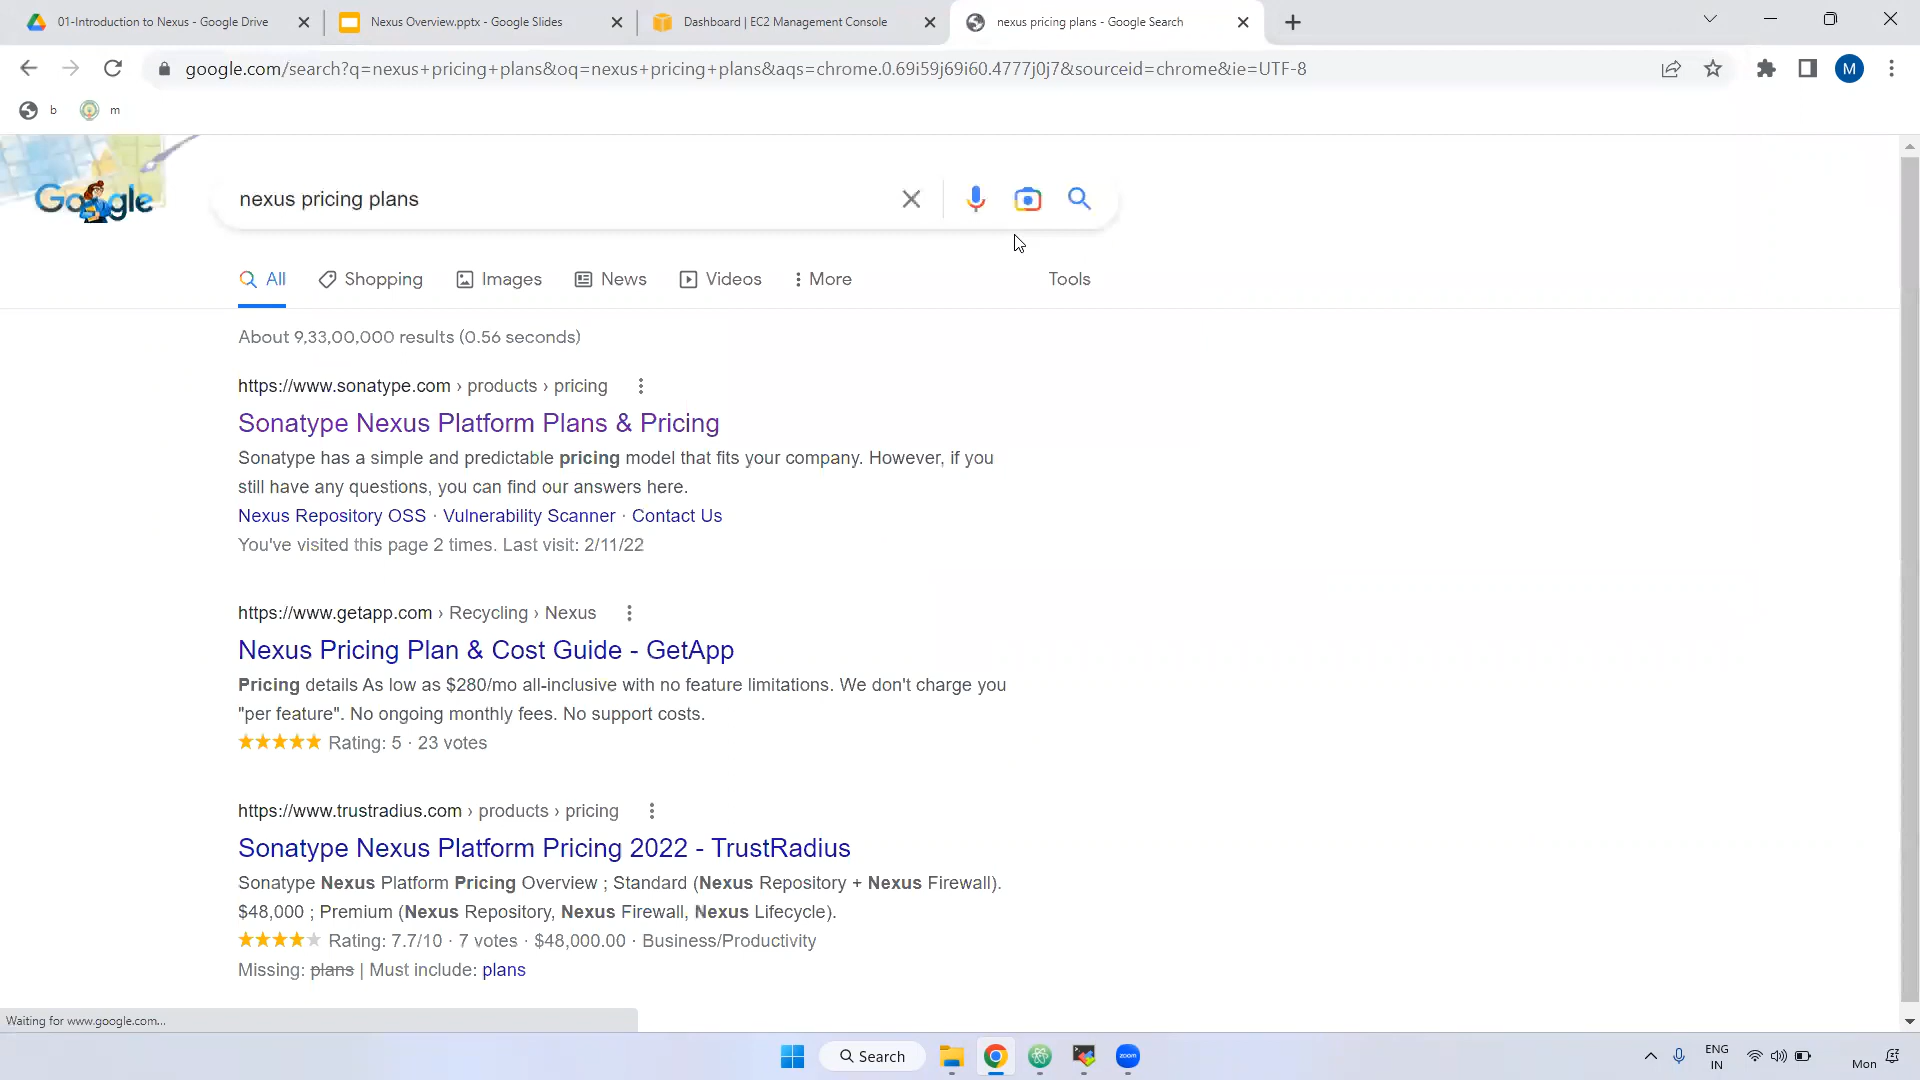 01-Introduction to Nexus - Google Drive
Nexus Overview.pptx - Google Slides
Dashboard | EC2 Management Console
nexus pricing plans - Google Search
google.com/search?q=nexus+pricing+plans&oq=nexus+pricing+plans&aqs=chrome.0.69i59j69i60.4777j0j7&sourceid=chrome&ie=UTF-8
M
b
m
Google
nexus pricing plans
All
Shopping
Images
News
Videos
More
Tools
About 9,33,00,000 results (0.56 seconds)
https://www.sonatype.com › products › pricing
Sonatype Nexus Platform Plans & Pricing
Sonatype has a simple and predictable pricing model that fits your company. However, if you
still have any questions, you can find our answers here.
Nexus Repository OSS · Vulnerability Scanner · Contact Us
You've visited this page 2 times. Last visit: 2/11/22
https://www.getapp.com › Recycling › Nexus
Nexus Pricing Plan & Cost Guide - GetApp
Pricing details As low as $280/mo all-inclusive with no feature limitations. We don't charge you
"per feature". No ongoing monthly fees. No support costs.
Rating: 5 · 23 votes
https://www.trustradius.com › products › pricing
Sonatype Nexus Platform Pricing 2022 - TrustRadius
Sonatype Nexus Platform Pricing Overview ; Standard (Nexus Repository + Nexus Firewall).
$48,000 ; Premium (Nexus Repository, Nexus Firewall, Nexus Lifecycle).
Rating: 7.7/10 · 7 votes · $48,000.00 · Business/Productivity
Missing: plans | Must include: plans
Waiting for www.google.com...
Search
zoom
ENG
IN
Mon